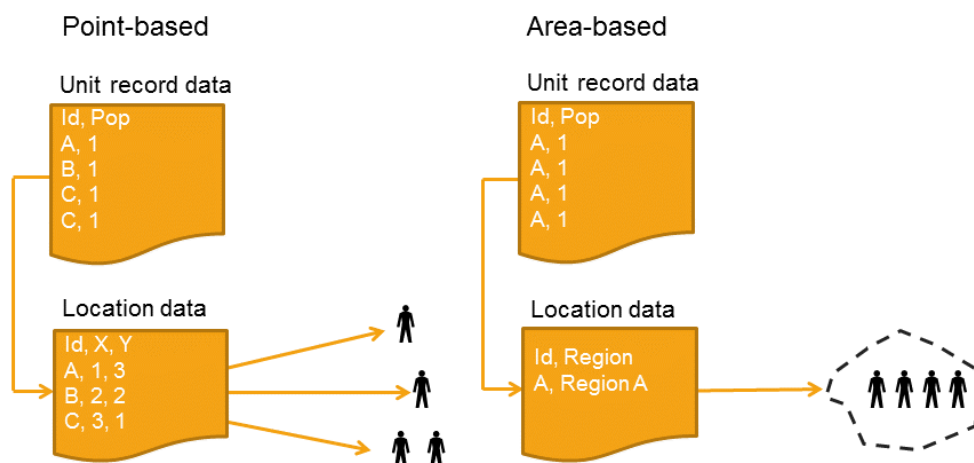 Point-based
Unit record data
Id, Pop
A, 1
B, 1
C, 1
C, 1
Location data
Id, X, Y
A, 1, 3
B, 2, 2
C, 3, 1
Area-based
Unit record data
Id, Pop
A, 1
A, 1
A, 1
A, 1
Location data
Id, Region
A, Region A